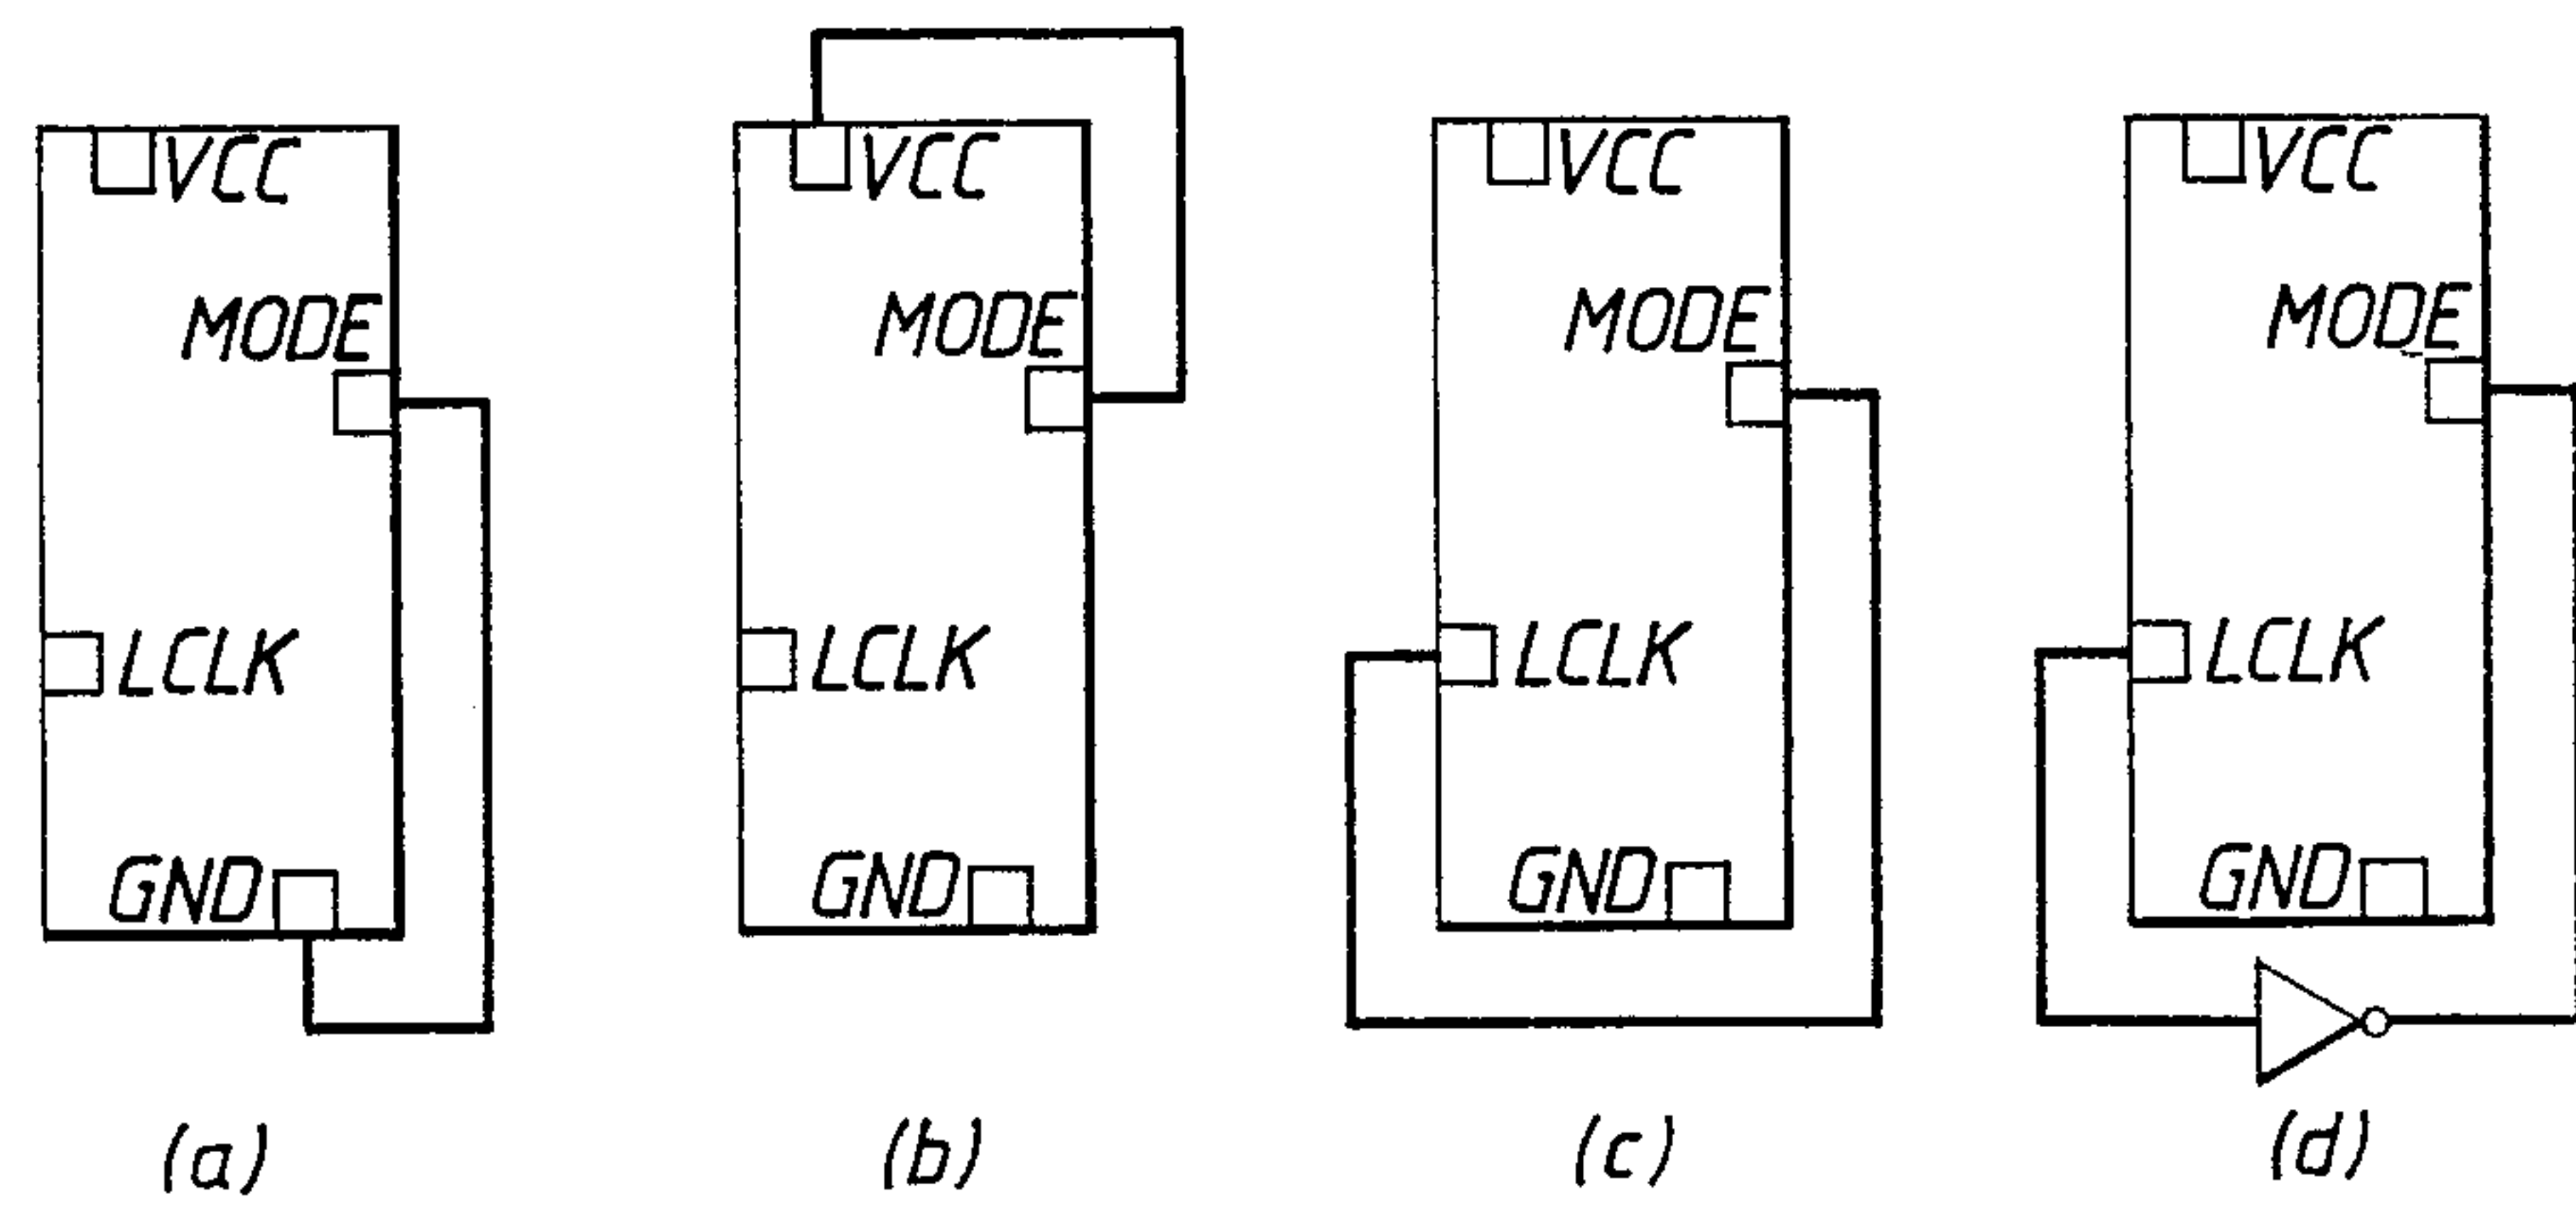 VCC
MODE
LCLK
GND
(a)
VCC
MODE
LCLK
GND
(b)
VCC
MODE
LCLK
GND
(c)
VCC
MODE
LCLK
GND
(d)